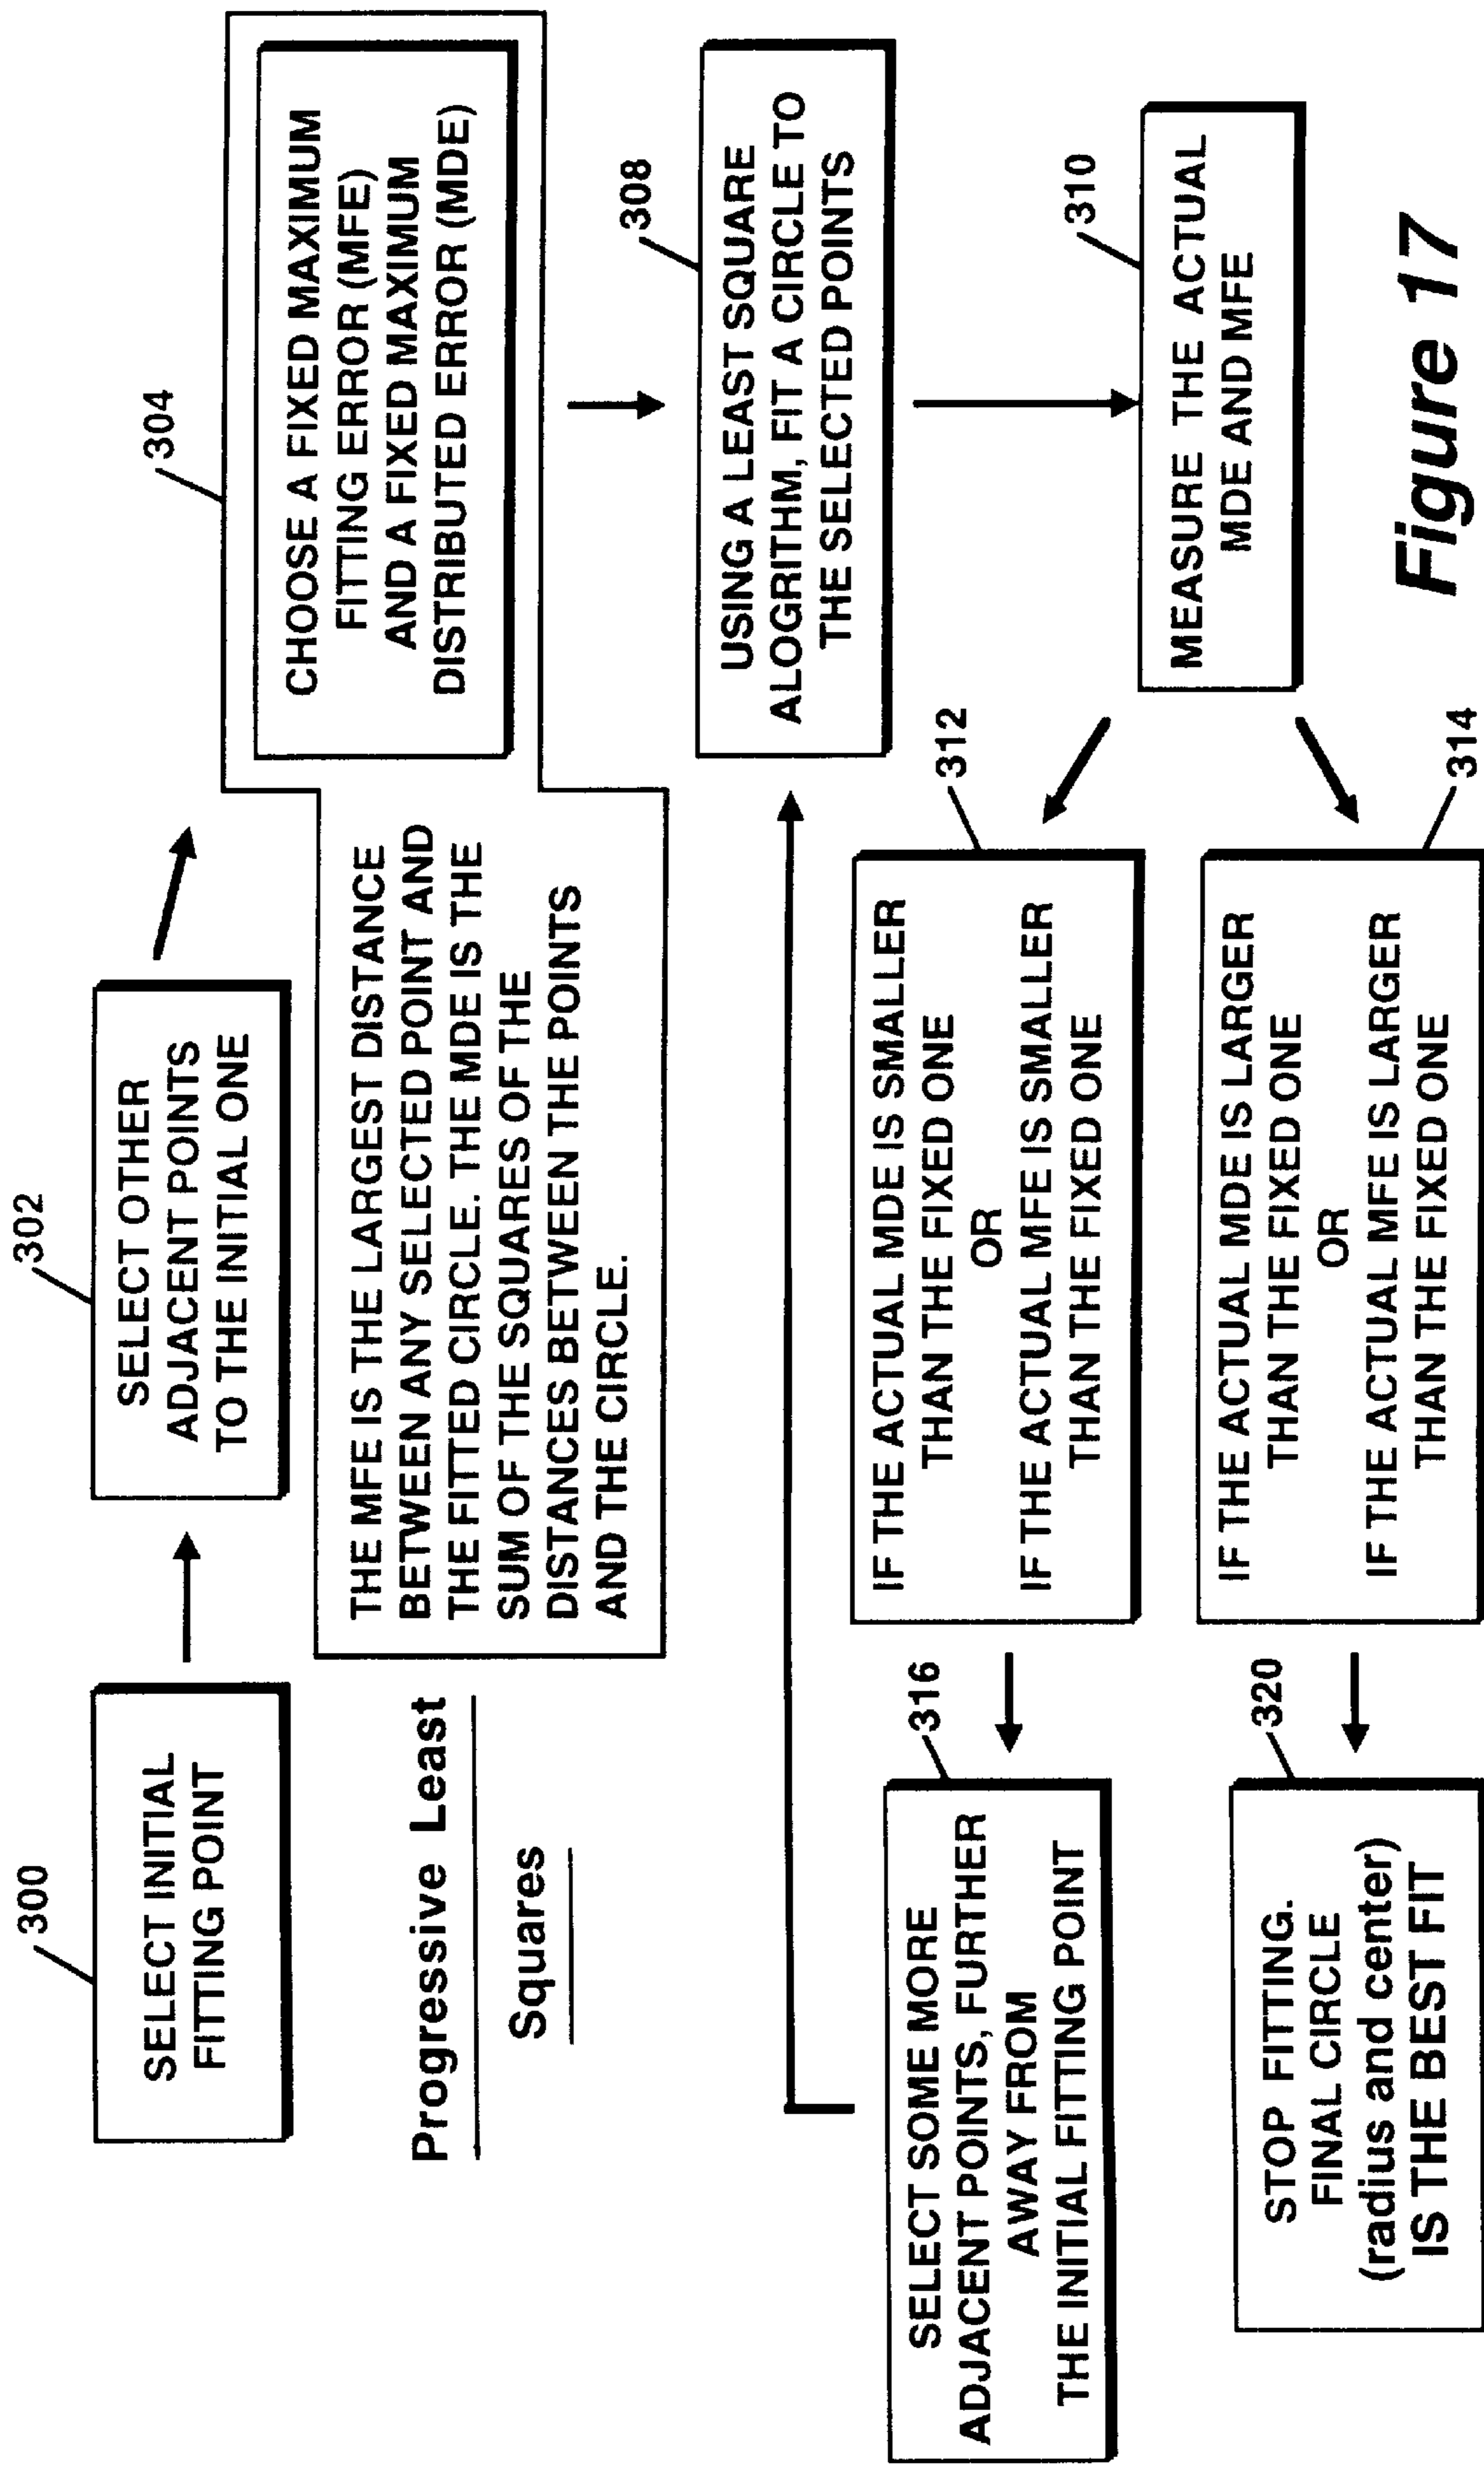 300
SELECT INITIAL
FITTING POINT
302
SELECT OTHER
ADJACENT POINTS
TO THE INITIAL ONE
304
CHOOSE A FIXED MAXIMUM
FITTING ERROR (MFE)
AND A FIXED MAXIMUM
DISTRIBUTED ERROR (MDE)
THE MFE IS THE LARGEST DISTANCE
BETWEEN ANY SELECTED POINT AND
THE FITTED CIRCLE. THE MDE IS THE
SUM OF THE SQUARES OF THE
DISTANCES BETWEEN THE POINTS
AND THE CIRCLE.
Progressive Least
Squares
308
USING A LEAST SQUARE
ALOGRITHM, FIT A CIRCLE TO
THE SELECTED POINTS
310
MEASURE THE ACTUAL
MDE AND MFE
312
IF THE ACTUAL MDE IS SMALLER
THAN THE FIXED ONE
OR
IF THE ACTUAL MFE IS SMALLER
THAN THE FIXED ONE
314
IF THE ACTUAL MDE IS LARGER
THAN THE FIXED ONE
OR
IF THE ACTUAL MFE IS LARGER
THAN THE FIXED ONE
316
SELECT SOME MORE
ADJACENT POINTS, FURTHER
AWAY FROM
THE INITIAL FITTING POINT
320
STOP FITTING.
FINAL CIRCLE
(radius and center)
IS THE BEST FIT
Figure 17